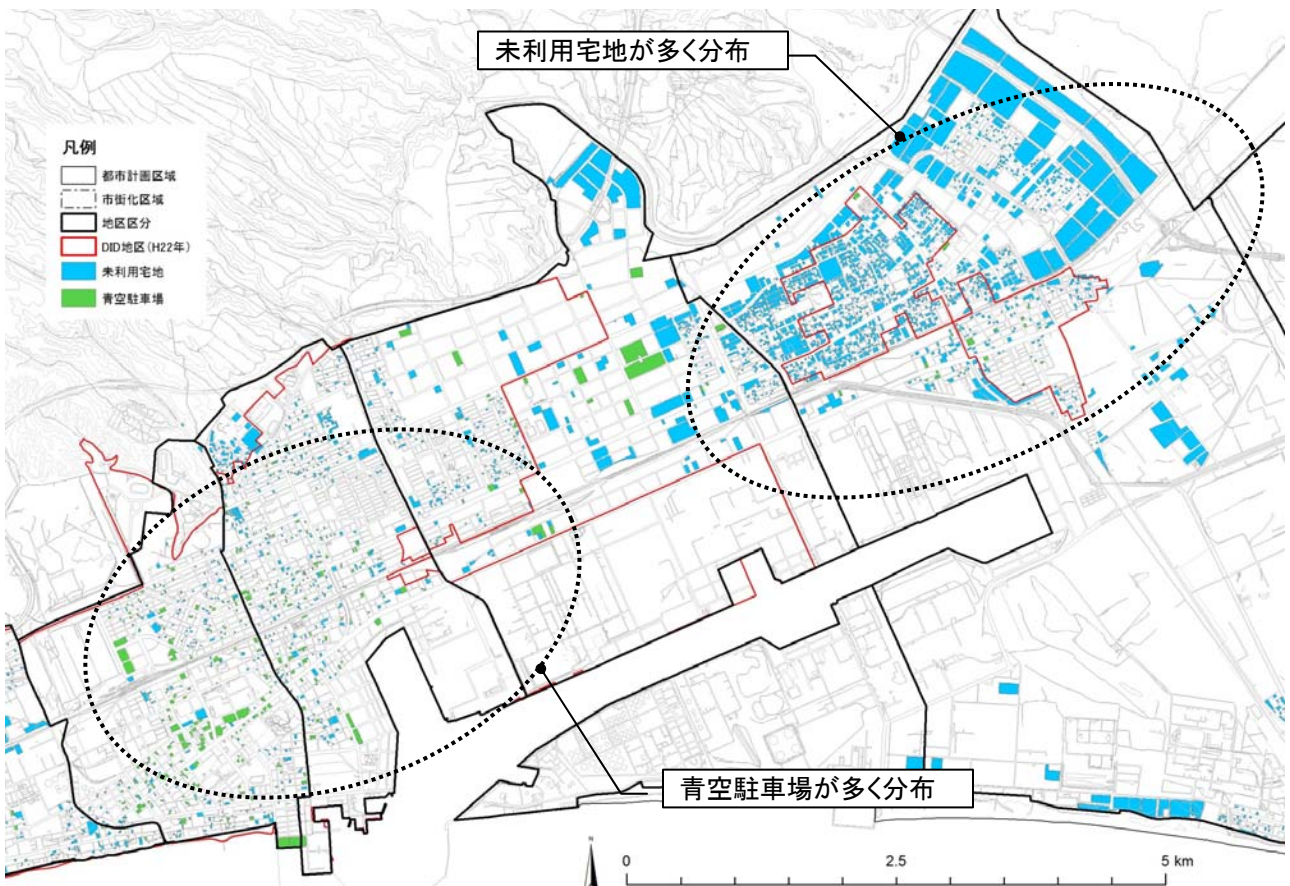 未利用宅地が多く分布
凡例
都市計画区域
市街化区域
地区区分
DID地区(H22年)
未利用宅地
青空駐車場
青空駐車場が多く分布
N
0 2.5 5 km